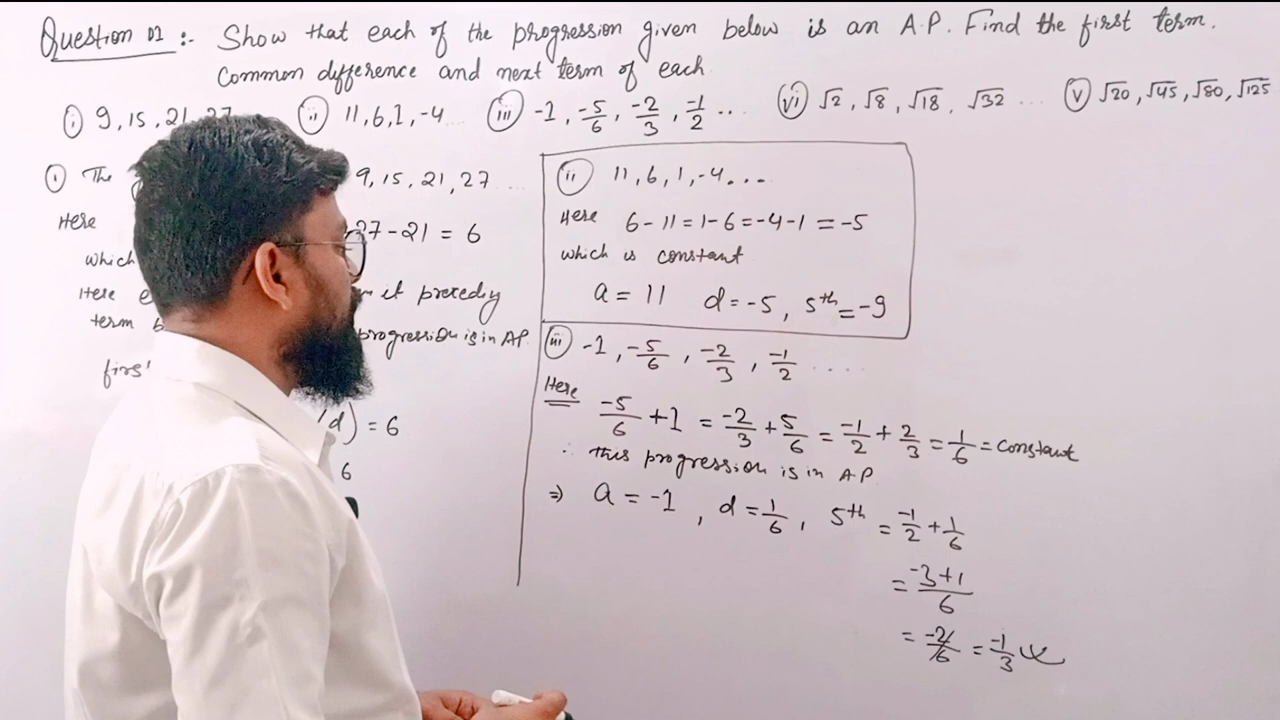 Question 01 :- Show that each of the progression given below is an A.P. Find the first term.
Common difference and next term of each
(i) 9, 15, 21, 27 (ii) 11, 6, 1, -4 ... (iii) -1, -5/6, -2/3, -1/2 ... (vi) √2, √8, √18, √32 ... (v) √20, √45, √80, √125
(i) The 9, 15, 21, 27 ...
Here 27 - 21 = 6
which
Here it precedy
term progression is in AP.
(d) = 6
6
(ii) 11, 6, 1, -4 ...
Here 6 - 11 = 1 - 6 = -4 - 1 = -5
which is constant
a = 11 d = -5, 5th = -9
(iii) -1, -5/6, -2/3, -1/2 ....
Here -5/6 + 1 = -2/3 + 5/6 = -1/2 + 2/3 = 1/6 = constant
∴ this progression is in AP
⇒ a = -1, d = 1/6, 5th = -1/2 + 1/6
= -3+1/6
= -2/6 = -1/3